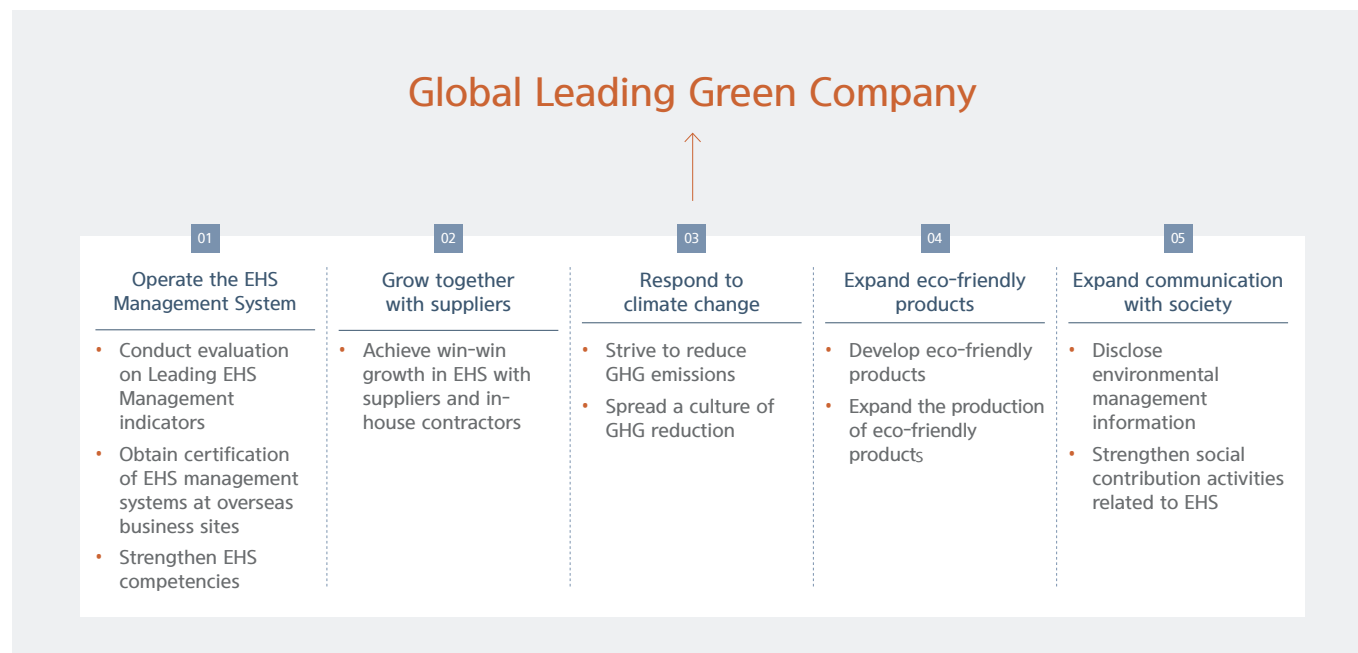 Global Leading Green Company
01
Operate the EHS
Management System
• Conduct evaluation
on Leading EHS
Management
indicators
• Obtain certification
of EHS management
systems at overseas
business sites
• Strengthen EHS
competencies
02
Grow together
with suppliers
• Achieve win-win
growth in EHS with
suppliers and in-
house contractors
03
Respond to
climate change
• Strive to reduce
GHG emissions
• Spread a culture of
GHG reduction
04
Expand eco-friendly
products
• Develop eco-friendly
products
• Expand the production
of eco-friendly
products
05
Expand communication
with society
• Disclose
environmental
management
information
• Strengthen social
contribution activities
related to EHS